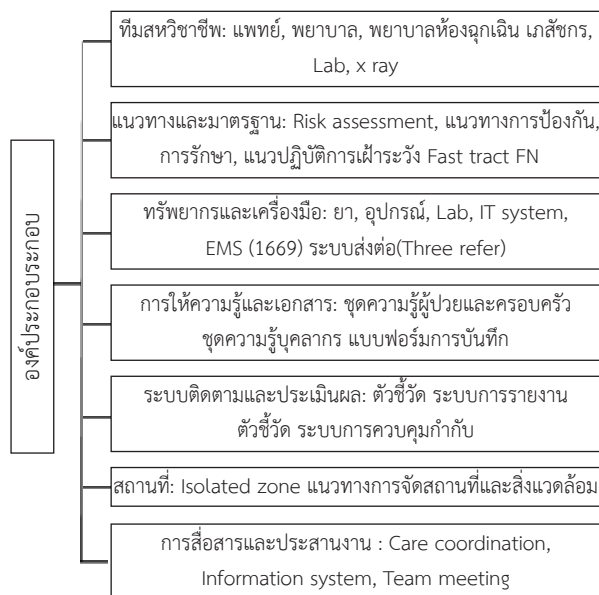 องค์ประกอบประกอบ
ทีมสหวิชาชีพ: แพทย์, พยาบาล, พยาบาลห้องฉุกเฉิน เภสัชกร,
Lab, x ray
แนวทางและมาตรฐาน: Risk assessment, แนวทางการป้องกัน,
การรักษา, แนวปฏิบัติการเฝ้าระวัง Fast tract FN
ทรัพยากรและเครื่องมือ: ยา, อุปกรณ์, Lab, IT system,
EMS (1669) ระบบส่งต่อ(Three refer)
การให้ความรู้และเอกสาร: ชุดความรู้ผู้ป่วยและครอบครัว
ชุดความรู้บุคลากร แบบฟอร์มการบันทึก
ระบบติดตามและประเมินผล: ตัวชี้วัด ระบบการรายงาน
ตัวชี้วัด ระบบการควบคุมกำกับ
สถานที่: Isolated zone แนวทางการจัดสถานที่และสิ่งแวดล้อม
การสื่อสารและประสานงาน : Care coordination,
Information system, Team meeting